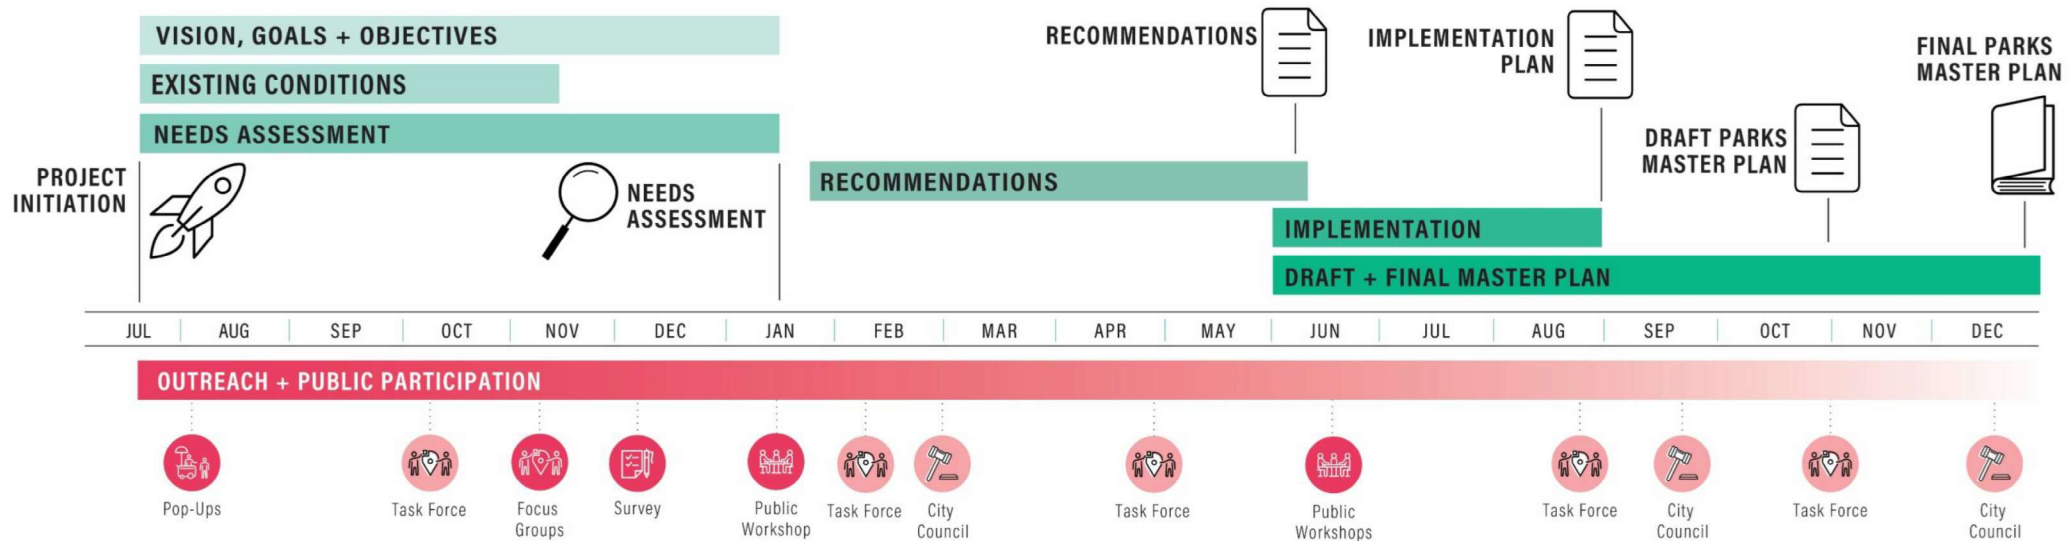 VISION, GOALS + OBJECTIVES
EXISTING CONDITIONS
NEEDS ASSESSMENT
PROJECT
INITIATION
NEEDS
ASSESSMENT
RECOMMENDATIONS
RECOMMENDATIONS
IMPLEMENTATION
PLAN
IMPLEMENTATION
DRAFT PARKS
MASTER PLAN
FINAL PARKS
MASTER PLAN
DRAFT + FINAL MASTER PLAN
JUL AUG SEP OCT NOV DEC JAN FEB MAR APR MAY JUN JUL AUG SEP OCT NOV DEC
OUTREACH + PUBLIC PARTICIPATION
Pop-Ups
Task Force
Focus
Groups
Survey
Public
Workshop
Task Force
City
Council
Task Force
Public
Workshops
Task Force
City
Council
Task Force
City
Council